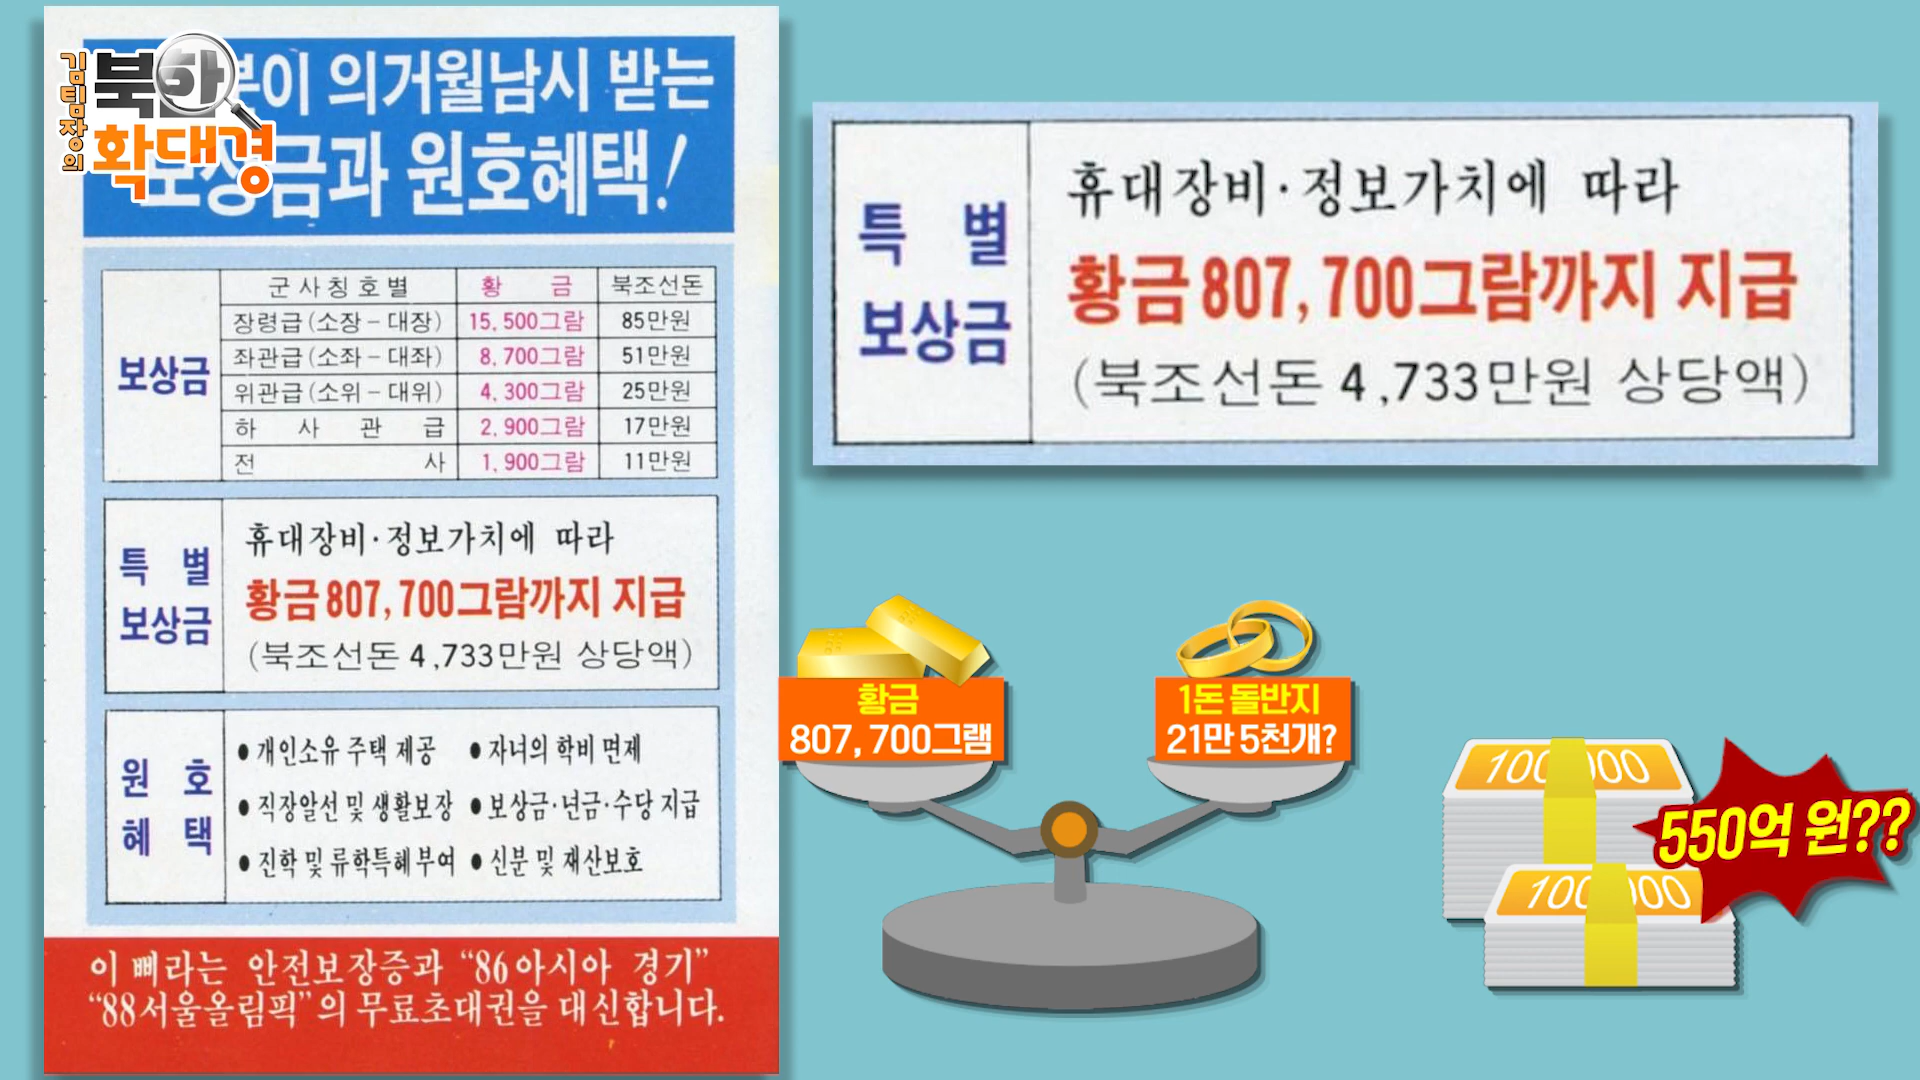 김팀장의
북한
확대경
분이 의거월남시 받는
보상금과 원호혜택!
보상금
군사칭호별 황금 북조선돈
장령급(소장-대장) 15,500그람 85만원
좌관급(소좌-대좌) 8,700그람 51만원
위관급(소위-대위) 4,300그람 25만원
하사관급 2,900그람 17만원
전사 1,900그람 11만원
특별
보상금
휴대장비·정보가치에 따라
황금807,700그람까지 지급
(북조선돈 4,733만원 상당액)
원호
혜택
● 개인소유 주택 제공 ● 자녀의 학비 면제
● 직장알선 및 생활보장 ● 보상금·년금·수당 지급
● 진학 및 류학특혜부여 ● 신분 및 재산보호
이 삐라는 안전보장증과 “86아시아 경기”
“88서울올림픽”의 무료초대권을 대신합니다.
특별
보상금
휴대장비·정보가치에 따라
황금807,700그람까지 지급
(북조선돈 4,733만원 상당액)
황금
807,700그램
1돈 돌반지
21만 5천개?
550억 원??